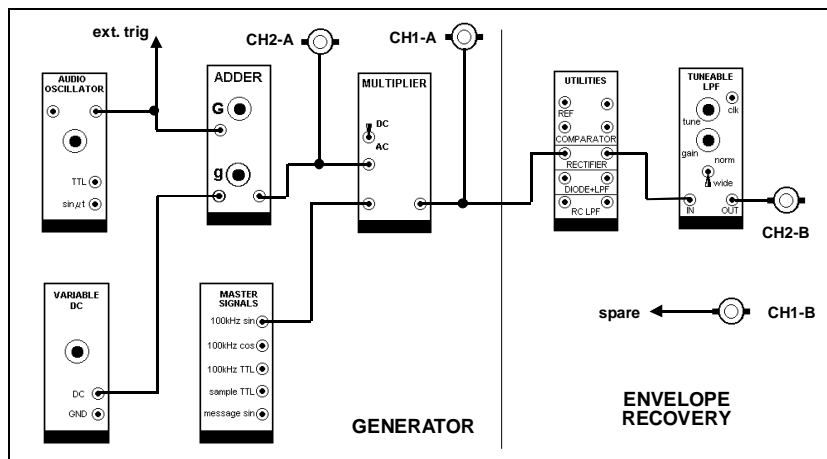 ext. trig
CH2-A
CH1-A
AUDIO
OSCILLATOR
TTL
sinμt
ADDER
G
g
MULTIPLIER
DC
AC
UTILITIES
REF
COMPARATOR
RECTIFIER
DIODE+LPF
RC LPF
TUNEABLE
LPF
clk
tune
gain
norm
wide
IN
OUT
CH2-B
VARIABLE
DC
DC
GND
MASTER
SIGNALS
100kHz sin
100kHz cos
100kHz TTL
sample TTL
message sin
GENERATOR
spare
CH1-B
ENVELOPE
RECOVERY